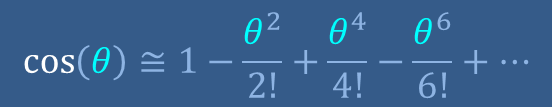 cos(θ) ≅ 1 − θ²/2! + θ⁴/4! − θ⁶/6! + ⋯